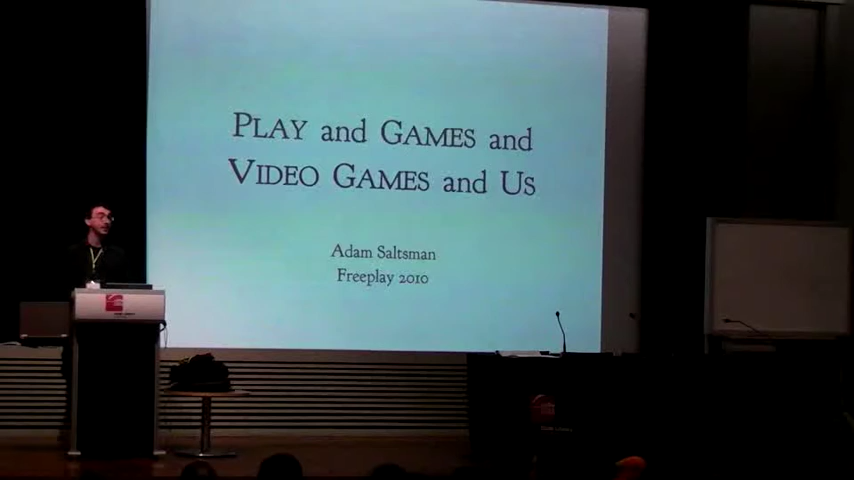 PLAY and GAMES and
VIDEO GAMES and US
Adam Saltsman
Freeplay 2010